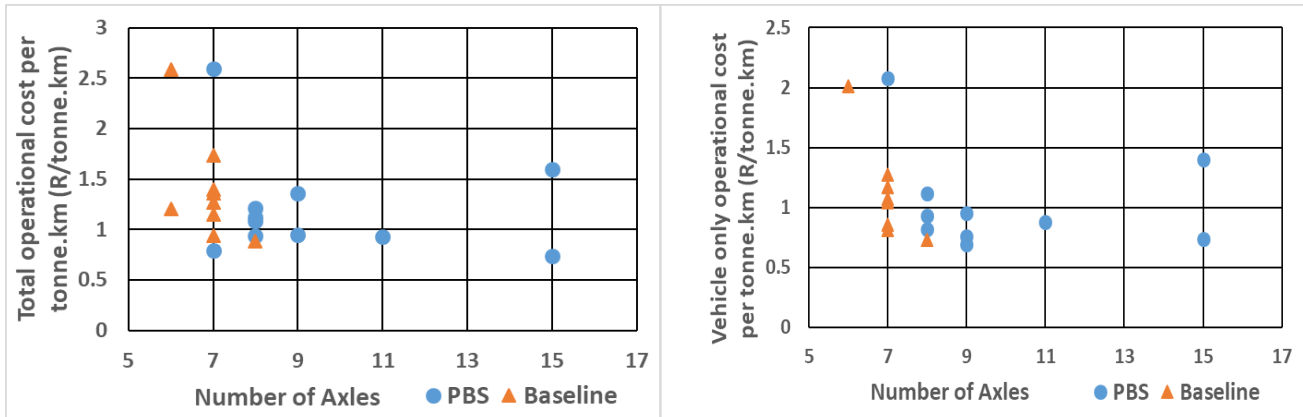 Total operational cost per
tonne.km (R/tonne.km)
3
2.5
2
1.5
1
0.5
0
5 7 9 11 13 15 17
Number of Axles
PBS Baseline
Vehicle only operational cost
per tonne.km (R/tonne.km)
2.5
2
1.5
1
0.5
0
5 7 9 11 13 15 17
Number of Axles
PBS Baseline